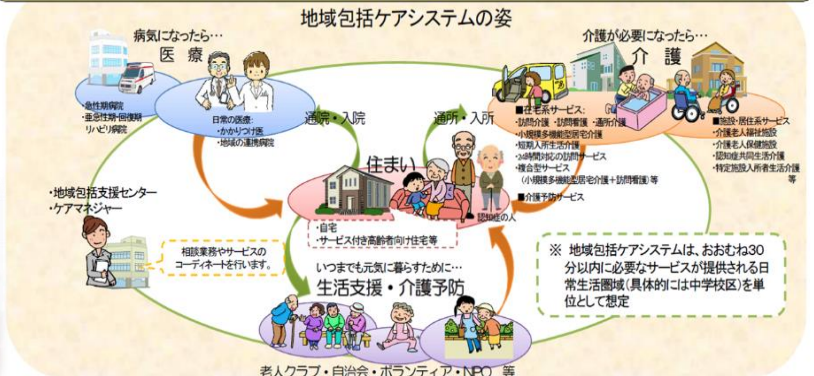 地域包括ケアシステムの姿
病気になったら…
医 療
・急性期病院
・亜急性期・回復期
リハビリ病院
日常の医療:
・かかりつけ医
・地域の連携病院
通院・入院
介護が必要になったら…
介 護
通所・入所
■在宅系サービス:
・訪問介護 ・訪問看護 ・通所介護
・小規模多機能型居宅介護
・短期入所生活介護
・24時間対応の訪問サービス
・複合型サービス
(小規模多機能型居宅介護+訪問看護)等
■介護予防サービス
■施設・居住系サービス
・介護老人福祉施設
・介護老人保健施設
・認知症共同生活介護
・特定施設入所者生活介護
等
住まい
認知症の人
・自宅
・サービス付き高齢者向け住宅等
・地域包括支援センター
・ケアマネジャー
相談業務やサービスの
コーディネートを行います。
いつまでも元気に暮らすために…
生活支援・介護予防
老人クラブ・自治会・ボランティア・NPO 等
※ 地域包括ケアシステムは、おおむね30
分以内に必要なサービスが提供される日
常生活圏域(具体的には中学校区)を単
位として想定